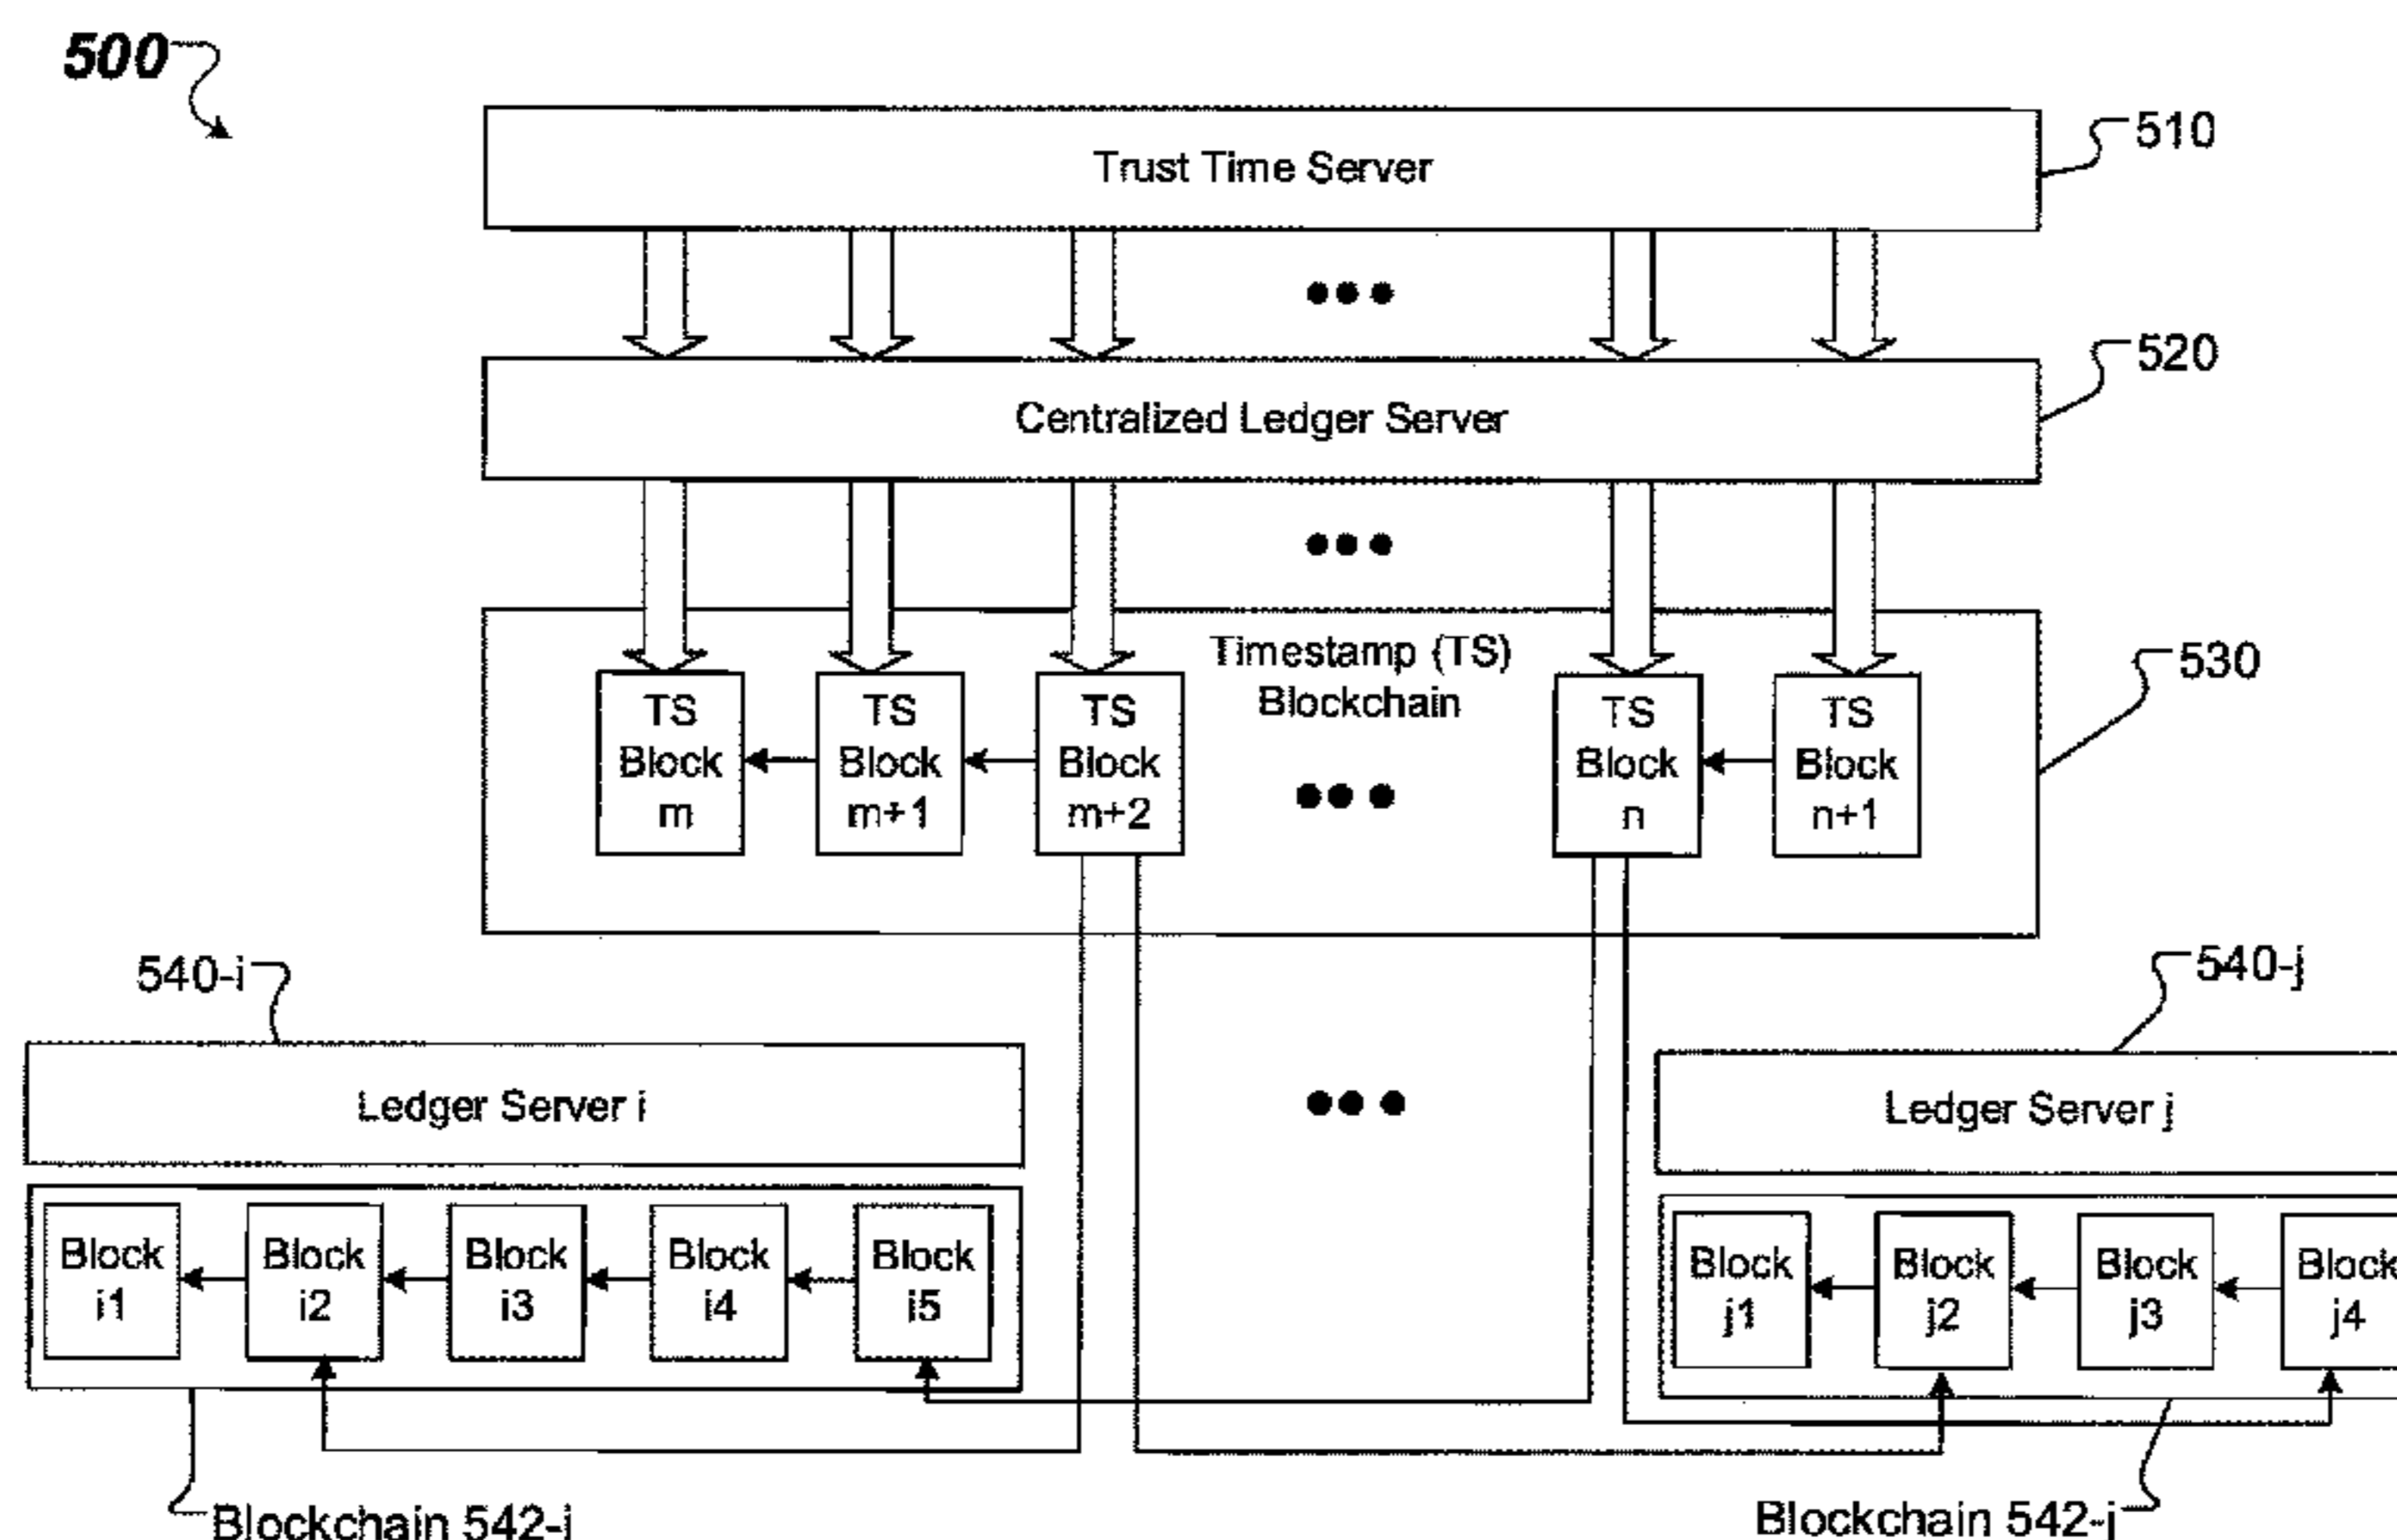 500
Trust Time Server
510
Centralized Ledger Server
520
Timestamp (TS)
Blockchain
530
TS
Block
m
TS
Block
m+1
TS
Block
m+2
TS
Block
n
TS
Block
n+1
540-i
Ledger Server i
540-j
Ledger Server j
Block
i1
Block
i2
Block
i3
Block
i4
Block
i5
Block
j1
Block
j2
Block
j3
Block
j4
Blockchain 542-i
Blockchain 542-j